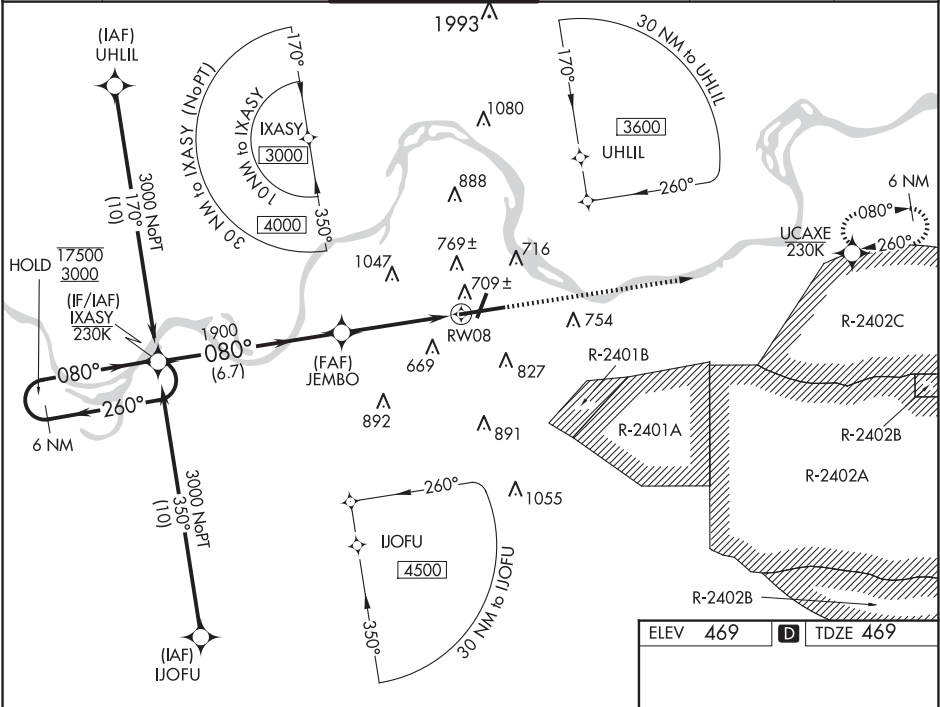 1993
(IAF)
UHLIL
170°
30 NM to IXASY (NoPT)
10 NM to IXASY
IXASY
3000
4000
350°
30 NM to UHLIL
170°
3600
UHLIL
260°
1080
888
769±
716
1047
709±
754
RW08
669
827
892
891
1055
3000 NoPT
170°
(10)
HOLD
17500
3000
(IF/IAF)
IXASY
230K
1900
080°
(6.7)
080°
260°
6 NM
(FAF)
JEMBO
3000 NoPT
350°
(10)
(IAF)
IJOFU
260°
IJOFU
4500
350°
30 NM to IJOFU
6 NM
080°
260°
UCAXE
230K
R-2402C
R-2401B
R-2401A
R-2402B
R-2402A
R-2402B
ELEV 469
D
TDZE 469